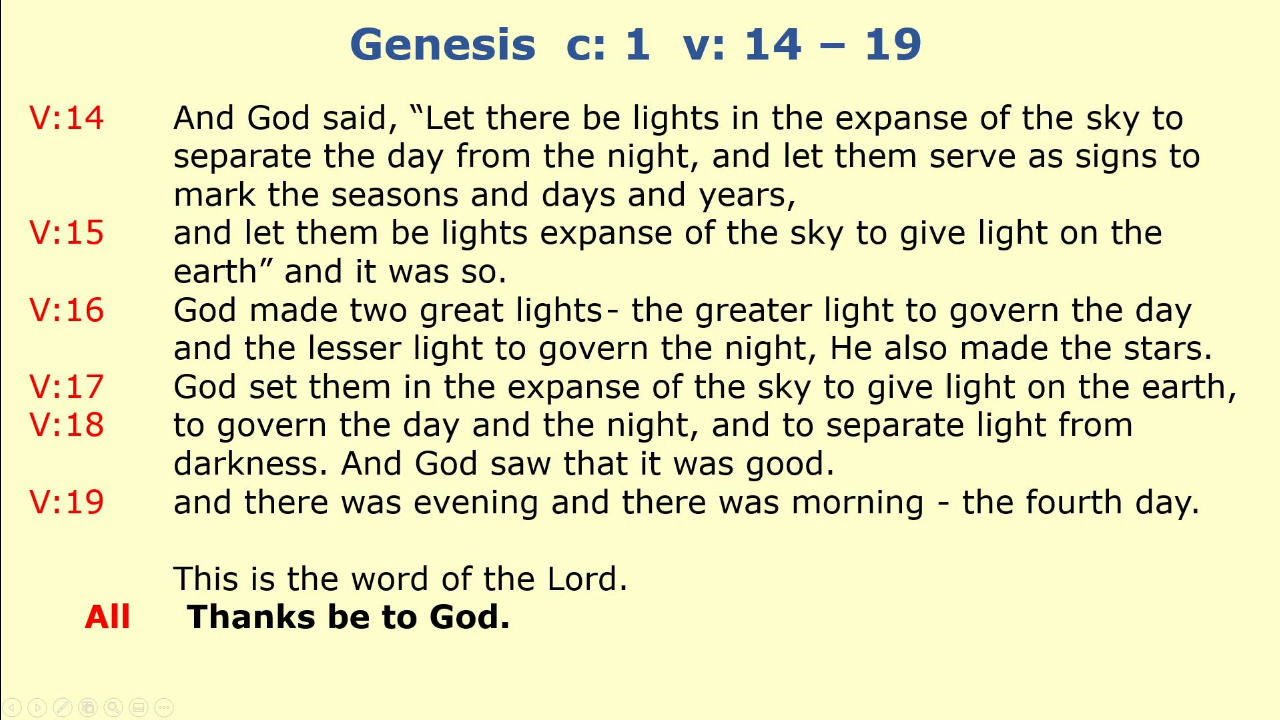 Genesis c: 1 v: 14 – 19
V:14 And God said, “Let there be lights in the expanse of the sky to
separate the day from the night, and let them serve as signs to
mark the seasons and days and years,
V:15 and let them be lights expanse of the sky to give light on the
earth” and it was so.
V:16 God made two great lights- the greater light to govern the day
and the lesser light to govern the night, He also made the stars.
V:17 God set them in the expanse of the sky to give light on the earth,
V:18 to govern the day and the night, and to separate light from
darkness. And God saw that it was good.
V:19 and there was evening and there was morning - the fourth day.
This is the word of the Lord.
All Thanks be to God.